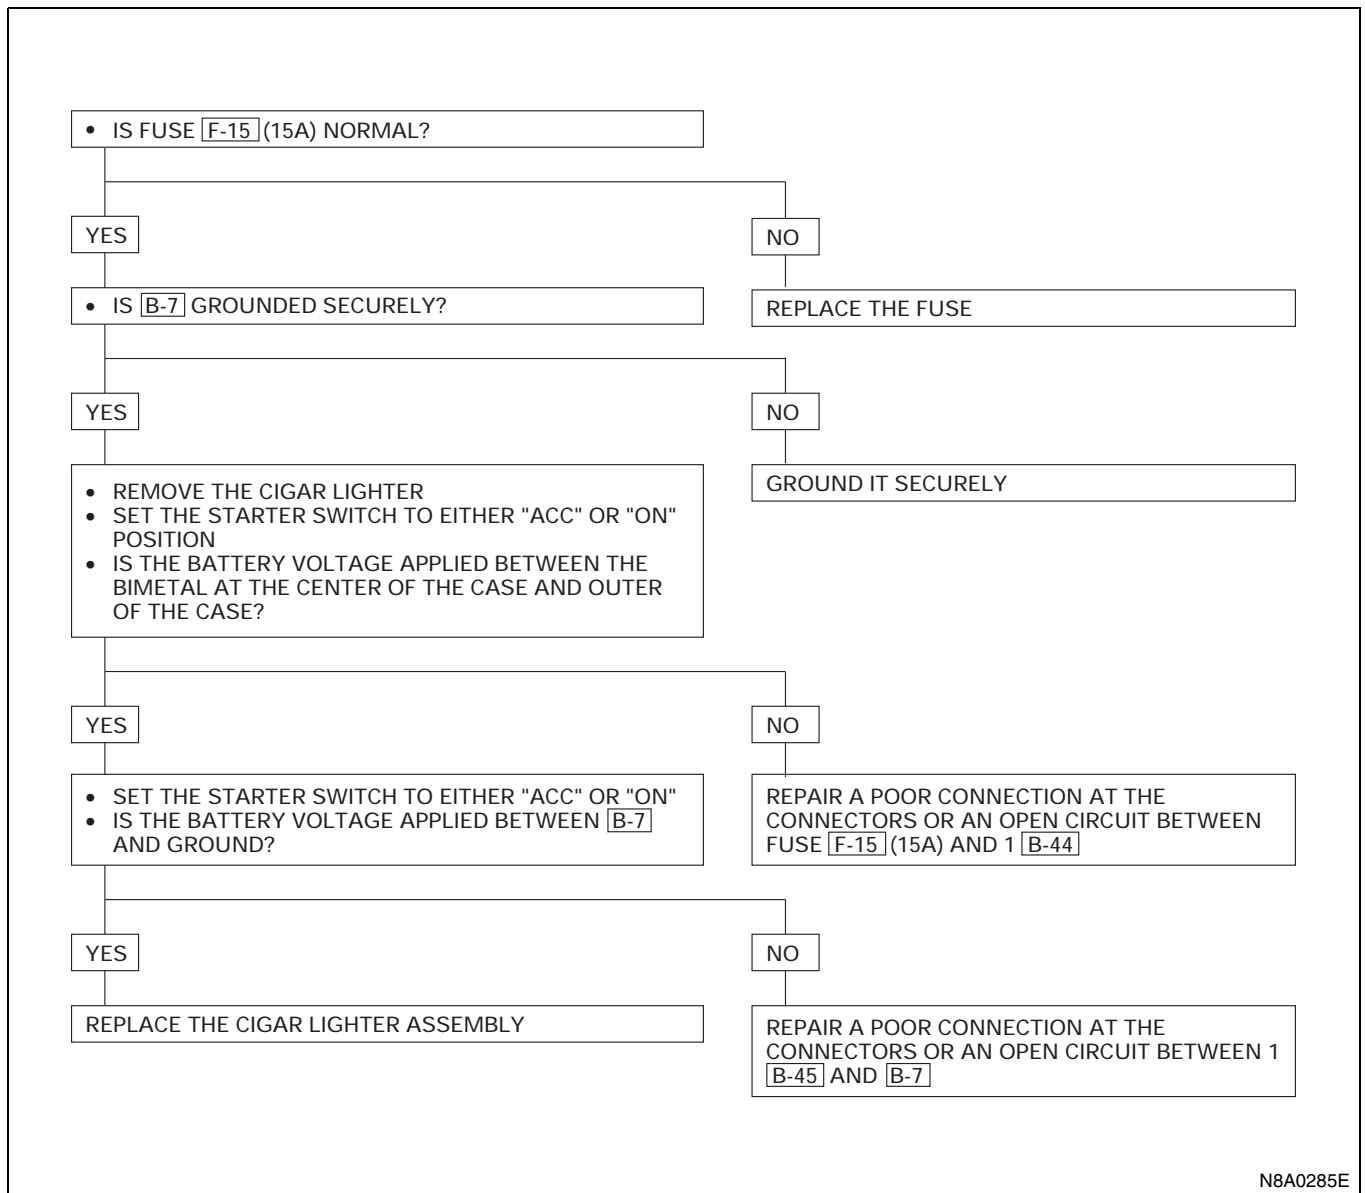 • IS FUSE F-15 (15A) NORMAL?
YES
NO
• IS B-7 GROUNDED SECURELY?
REPLACE THE FUSE
YES
NO
• REMOVE THE CIGAR LIGHTER
• SET THE STARTER SWITCH TO EITHER "ACC" OR "ON"
POSITION
• IS THE BATTERY VOLTAGE APPLIED BETWEEN THE
BIMETAL AT THE CENTER OF THE CASE AND OUTER
OF THE CASE?
GROUND IT SECURELY
YES
NO
• SET THE STARTER SWITCH TO EITHER "ACC" OR "ON"
• IS THE BATTERY VOLTAGE APPLIED BETWEEN B-7
AND GROUND?
REPAIR A POOR CONNECTION AT THE
CONNECTORS OR AN OPEN CIRCUIT BETWEEN
FUSE F-15 (15A) AND 1 B-44
YES
NO
REPLACE THE CIGAR LIGHTER ASSEMBLY
REPAIR A POOR CONNECTION AT THE
CONNECTORS OR AN OPEN CIRCUIT BETWEEN 1
B-45 AND B-7
N8A0285E